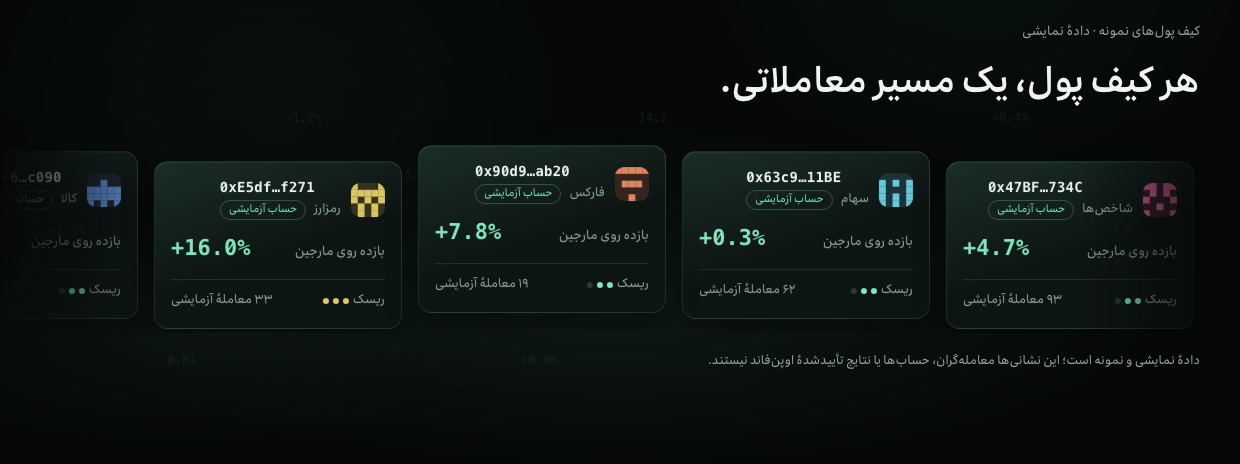 کیف پول‌های نمونه · دادهٔ نمایشی
هر کیف پول، یک مسیر معاملاتی.
-1.2%
14.2
-0.4%
0x47BF…734C
شاخص‌ها
حساب آزمایشی
بازده روی مارجین
+4.7%
ریسک
۹۳ معاملهٔ آزمایشی
0x63c9…11BE
سهام
حساب آزمایشی
بازده روی مارجین
+0.3%
ریسک
۶۲ معاملهٔ آزمایشی
0x90d9…ab20
فارکس
حساب آزمایشی
بازده روی مارجین
+7.8%
ریسک
۱۹ معاملهٔ آزمایشی
0xE5df…f271
رمزارز
حساب آزمایشی
بازده روی مارجین
+16.0%
ریسک
۳۳ معاملهٔ آزمایشی
F6…c090
کالا
حساب آزمایشی
بازده روی مارجین
ریسک
0.81
+0.9%
دادهٔ نمایشی و نمونه است؛ این نشانی‌ها معامله‌گران، حساب‌ها یا نتایج تأییدشدهٔ اوپن‌فاند نیستند.